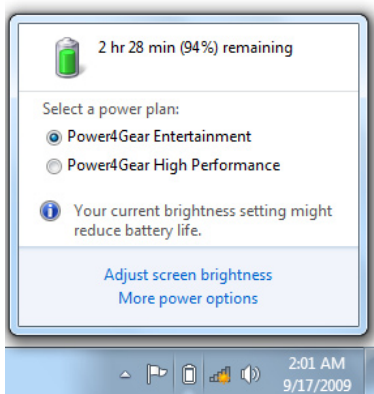 2 hr 28 min (94%) remaining
Select a power plan:
Power4Gear Entertainment
Power4Gear High Performance
Your current brightness setting might
reduce battery life.
Adjust screen brightness
More power options
2:01 AM
9/17/2009